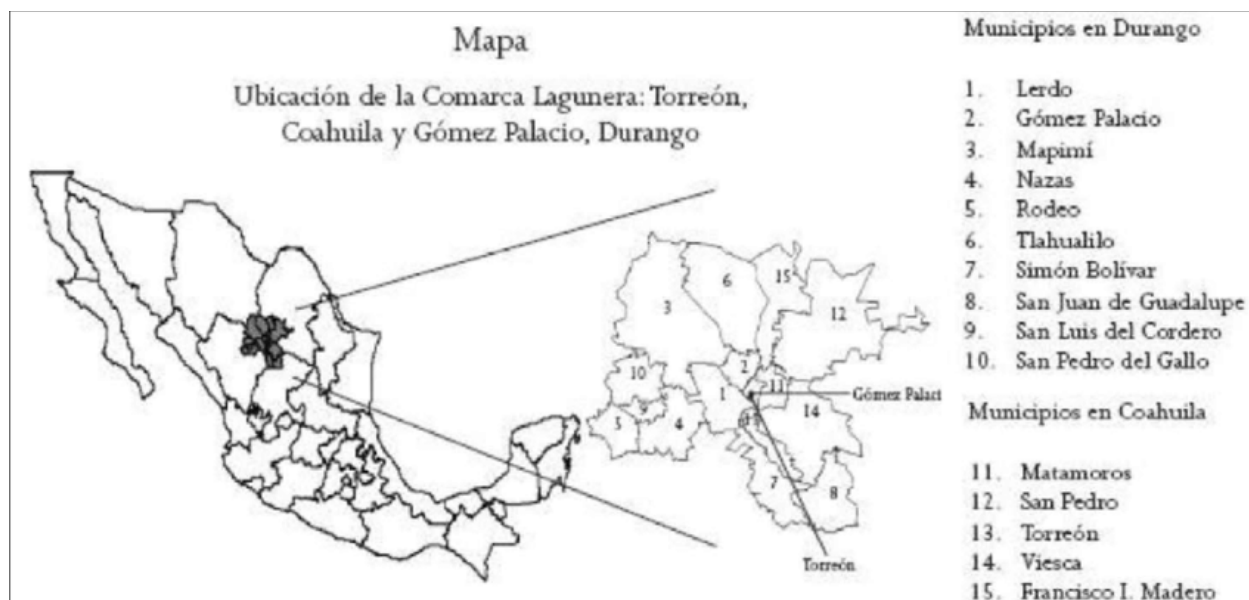 Mapa
Ubicación de la Comarca Lagunera: Torreón,
Coahuila y Gómez Palacio, Durango
Municipios en Durango
1. Lerdo
2. Gómez Palacio
3. Mapimí
4. Nazas
5. Rodeo
6. Tlahualilo
7. Simón Bolívar
8. San Juan de Guadalupe
9. San Luis del Cordero
10. San Pedro del Gallo
Municipios en Coahuila
11. Matamoros
12. San Pedro
13. Torreón
14. Viesca
15. Francisco I. Madero
15
6
3
12
2
10
11
Gómez Palaci
1
14
9
5
4
7
8
Torreón